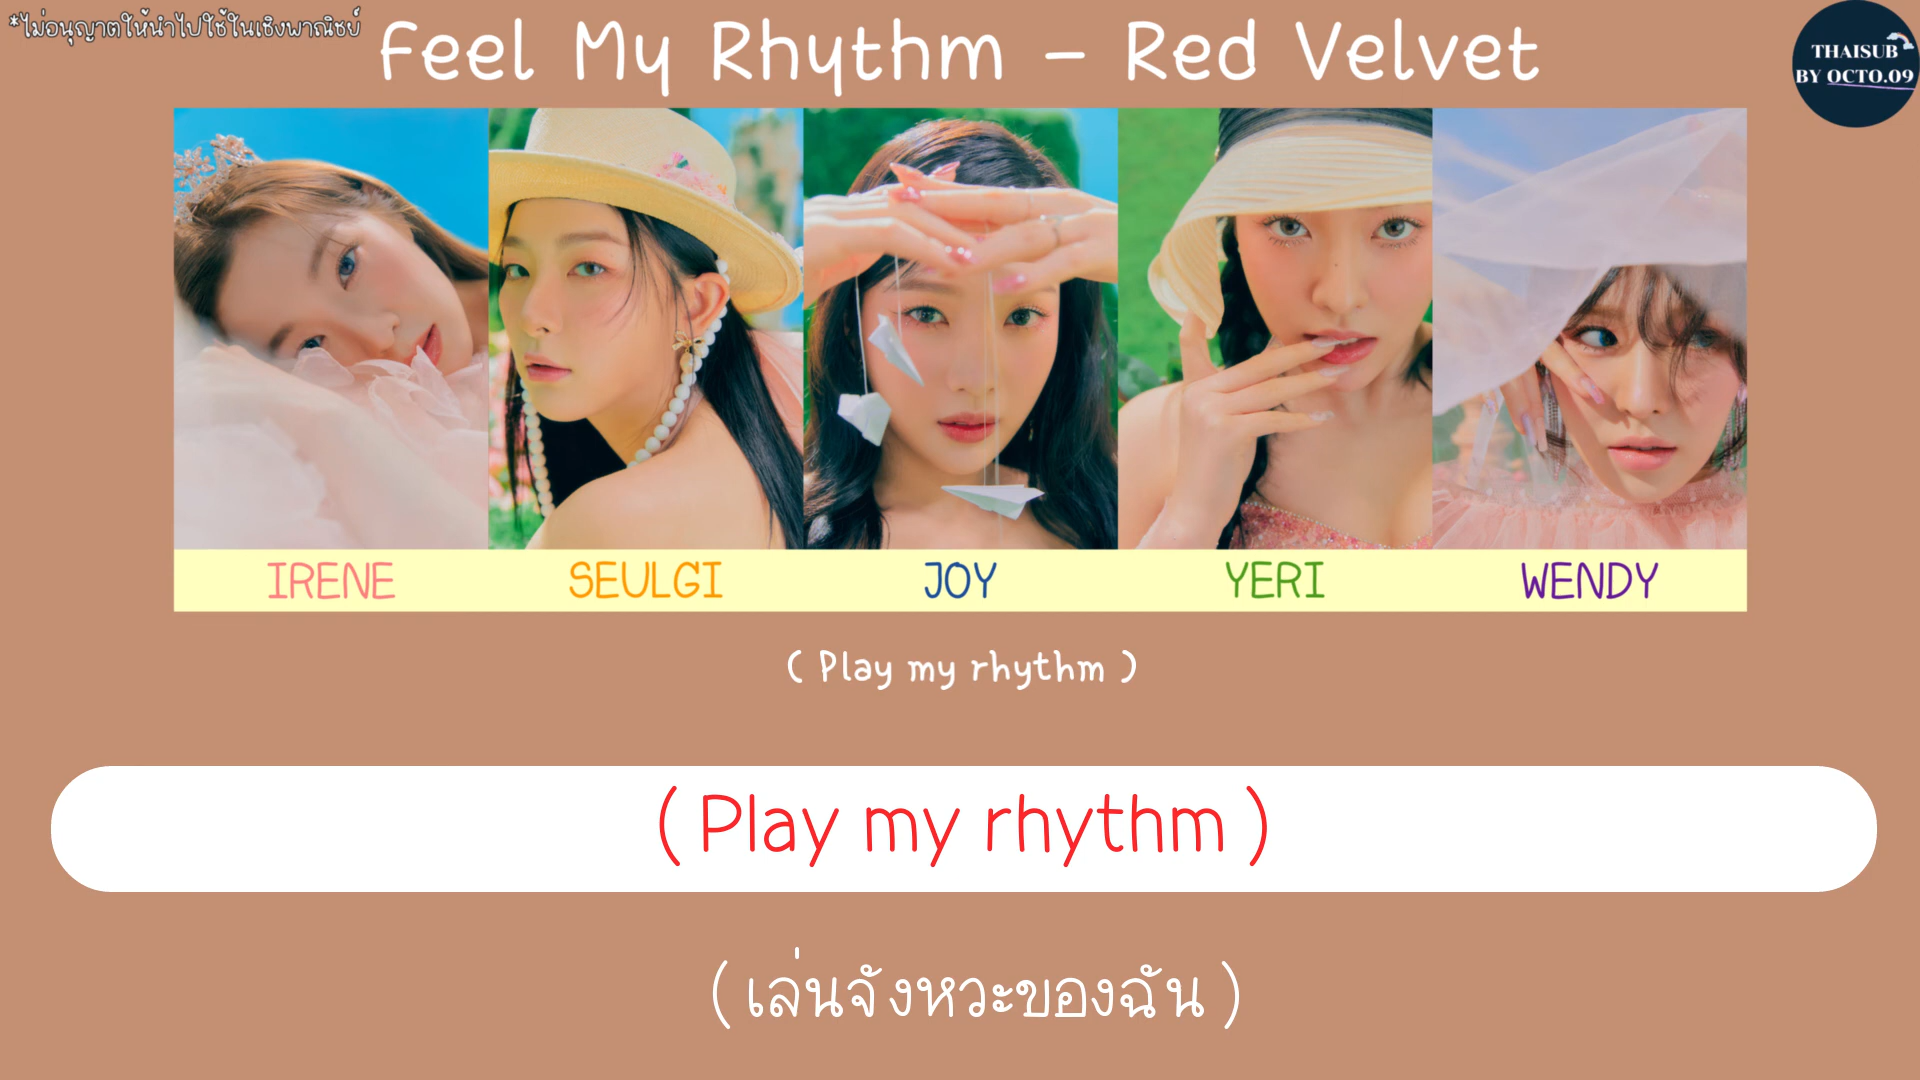 *ไม่อนุญาตให้นำไปใช้ในเชิงพาณิชย์
Feel My Rhythm - Red Velvet
THAISUB
BY OCTO.09
IRENE
SEULGI
JOY
YERI
WENDY
( Play my rhythm )
( Play my rhythm )
( เล่นจังหวะของฉัน )